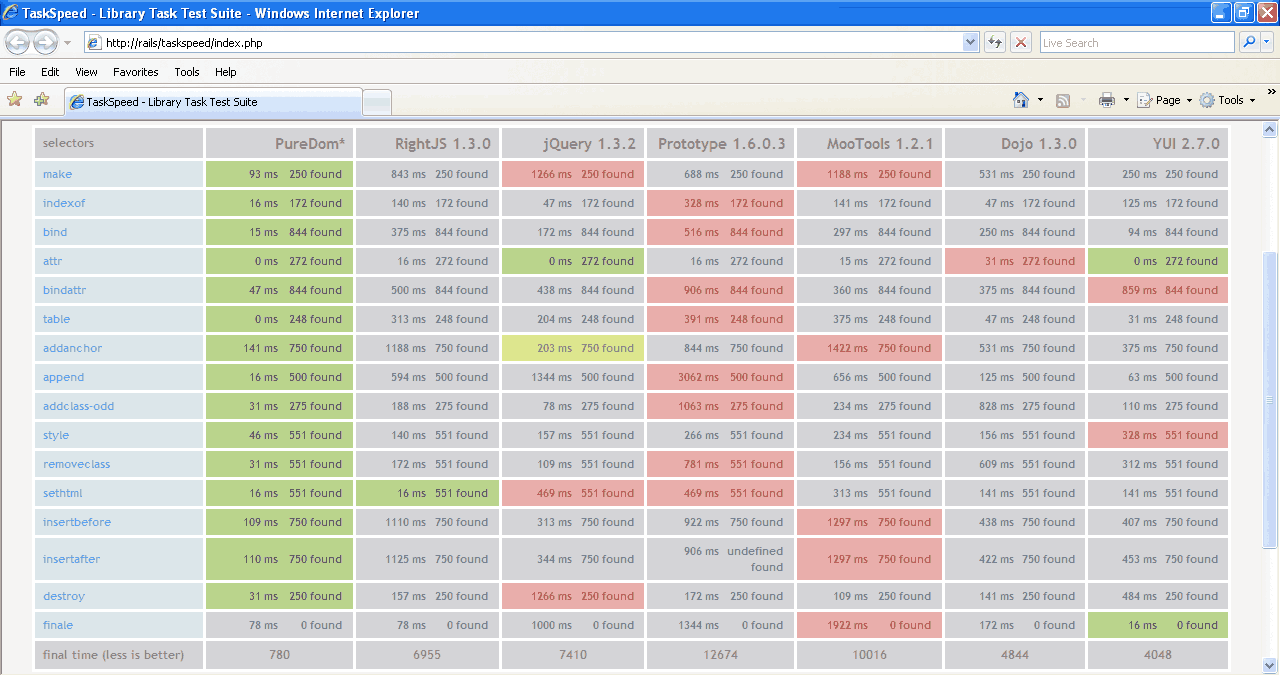 TaskSpeed - Library Task Test Suite - Windows Internet Explorer
http://rails/taskspeed/index.php
Live Search
File Edit View Favorites Tools Help
TaskSpeed - Library Task Test Suite
Page Tools
selectors PureDom* RightJS 1.3.0 jQuery 1.3.2 Prototype 1.6.0.3 MooTools 1.2.1 Dojo 1.3.0 YUI 2.7.0
make 93 ms 250 found 843 ms 250 found 1266 ms 250 found 688 ms 250 found 1188 ms 250 found 531 ms 250 found 250 ms 250 found
indexof 16 ms 172 found 140 ms 172 found 47 ms 172 found 328 ms 172 found 141 ms 172 found 47 ms 172 found 125 ms 172 found
bind 15 ms 844 found 375 ms 844 found 172 ms 844 found 516 ms 844 found 297 ms 844 found 250 ms 844 found 94 ms 844 found
attr 0 ms 272 found 16 ms 272 found 0 ms 272 found 16 ms 272 found 15 ms 272 found 31 ms 272 found 0 ms 272 found
bindattr 47 ms 844 found 500 ms 844 found 438 ms 844 found 906 ms 844 found 360 ms 844 found 375 ms 844 found 859 ms 844 found
table 0 ms 248 found 313 ms 248 found 204 ms 248 found 391 ms 248 found 375 ms 248 found 47 ms 248 found 31 ms 248 found
addanchor 141 ms 750 found 1188 ms 750 found 203 ms 750 found 844 ms 750 found 1422 ms 750 found 531 ms 750 found 375 ms 750 found
append 16 ms 500 found 594 ms 500 found 1344 ms 500 found 3062 ms 500 found 656 ms 500 found 125 ms 500 found 63 ms 500 found
addclass-odd 31 ms 275 found 188 ms 275 found 78 ms 275 found 1063 ms 275 found 234 ms 275 found 828 ms 275 found 110 ms 275 found
style 46 ms 551 found 140 ms 551 found 157 ms 551 found 266 ms 551 found 234 ms 551 found 156 ms 551 found 328 ms 551 found
removeclass 31 ms 551 found 172 ms 551 found 109 ms 551 found 781 ms 551 found 156 ms 551 found 609 ms 551 found 312 ms 551 found
sethtml 16 ms 551 found 16 ms 551 found 469 ms 551 found 469 ms 551 found 313 ms 551 found 141 ms 551 found 141 ms 551 found
insertbefore 109 ms 750 found 1110 ms 750 found 313 ms 750 found 922 ms 750 found 1297 ms 750 found 438 ms 750 found 407 ms 750 found
insertafter 110 ms 750 found 1125 ms 750 found 344 ms 750 found 906 ms undefined found 1297 ms 750 found 422 ms 750 found 453 ms 750 found
destroy 31 ms 250 found 157 ms 250 found 1266 ms 250 found 172 ms 250 found 109 ms 250 found 141 ms 250 found 484 ms 250 found
finale 78 ms 0 found 78 ms 0 found 1000 ms 0 found 1344 ms 0 found 1922 ms 0 found 172 ms 0 found 16 ms 0 found
final time (less is better) 780 6955 7410 12674 10016 4844 4048